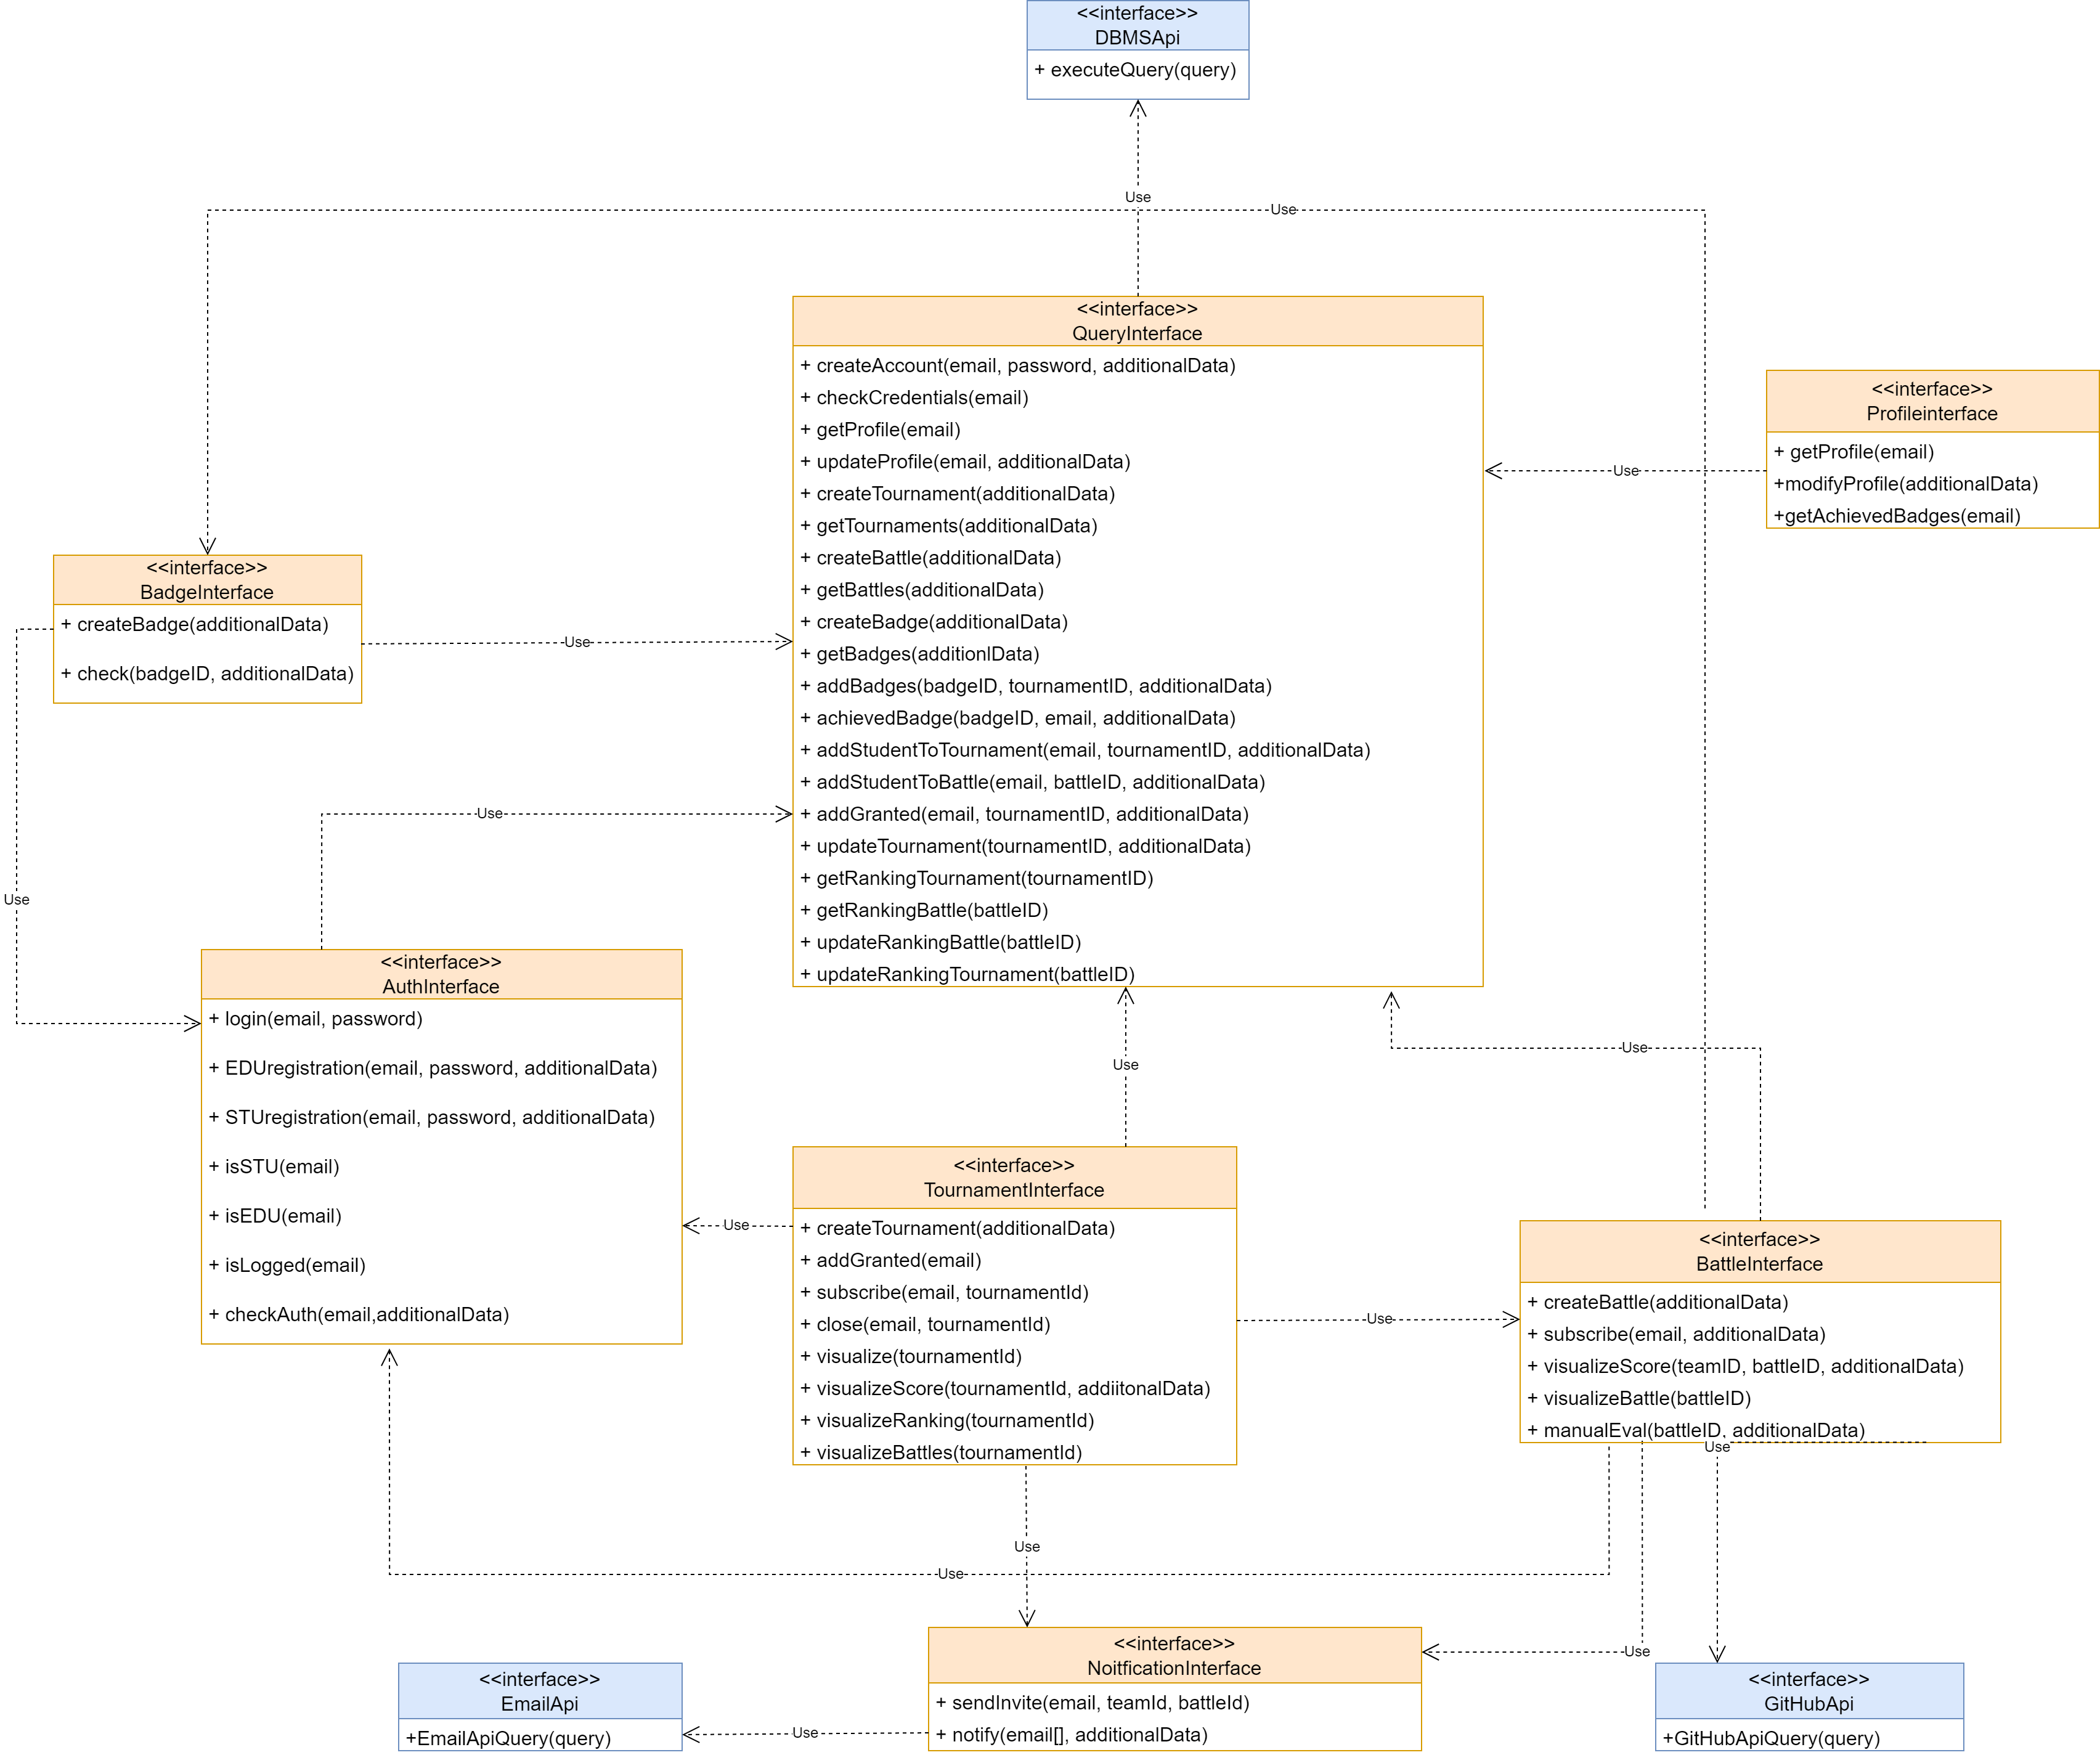 <<interface>>
DBMSApi
+ executeQuery(query)
Use
Use
<<interface>>
QueryInterface
+ createAccount(email, password, additionalData)
+ checkCredentials(email)
+ getProfile(email)
+ updateProfile(email, additionalData)
+ createTournament(additionalData)
+ getTournaments(additionalData)
+ createBattle(additionalData)
+ getBattles(additionalData)
+ createBadge(additionalData)
+ getBadges(additionlData)
+ addBadges(badgeID, tournamentID, additionalData)
+ achievedBadge(badgeID, email, additionalData)
+ addStudentToTournament(email, tournamentID, additionalData)
+ addStudentToBattle(email, battleID, additionalData)
+ addGranted(email, tournamentID, additionalData)
+ updateTournament(tournamentID, additionalData)
+ getRankingTournament(tournamentID)
+ getRankingBattle(battleID)
+ updateRankingBattle(battleID)
+ updateRankingTournament(battleID)
<<interface>>
Profileinterface
+ getProfile(email)
+modifyProfile(additionalData)
+getAchievedBadges(email)
Use
<<interface>>
BadgeInterface
+ createBadge(additionalData)
+ check(badgeID, additionalData)
Use
Use
Use
<<interface>>
AuthInterface
+ login(email, password)
+ EDUregistration(email, password, additionalData)
+ STUregistration(email, password, additionalData)
+ isSTU(email)
+ isEDU(email)
+ isLogged(email)
+ checkAuth(email,additionalData)
Use
Use
Use
<<interface>>
TournamentInterface
+ createTournament(additionalData)
+ addGranted(email)
+ subscribe(email, tournamentId)
+ close(email, tournamentId)
+ visualize(tournamentId)
+ visualizeScore(tournamentId, addiitonalData)
+ visualizeRanking(tournamentId)
+ visualizeBattles(tournamentId)
Use
<<interface>>
BattleInterface
+ createBattle(additionalData)
+ subscribe(email, additionalData)
+ visualizeScore(teamID, battleID, additionalData)
+ visualizeBattle(battleID)
+ manualEval(battleID, additionalData)
Use
Use
Use
Use
<<interface>>
NoitficationInterface
+ sendInvite(email, teamId, battleId)
+ notify(email[], additionalData)
Use
<<interface>>
EmailApi
+EmailApiQuery(query)
<<interface>>
GitHubApi
+GitHubApiQuery(query)